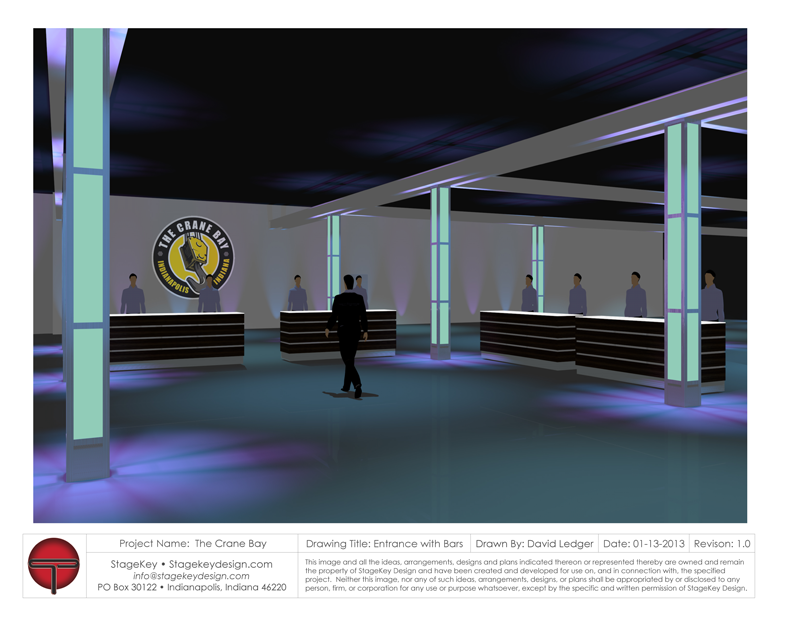 THE CRANE BAY
INDIANAPOLIS INDIANA
Project Name: The Crane Bay
Drawing Title: Entrance with Bars
Drawn By: David Ledger
Date: 01-13-2013
Revison: 1.0
StageKey • Stagekeydesign.com
info@stagekeydesign.com
PO Box 30122 • Indianapolis, Indiana 46220
This image and all the ideas, arrangements, designs and plans indicated thereon or represented thereby are owned and remain
the property of StageKey Design and have been created and developed for use on, and in connection with, the specified
project. Neither this image, nor any of such ideas, arrangements, designs, or plans shall be appropriated by or disclosed to any
person, firm, or corporation for any use or purpose whatsoever, except by the specific and written permission of StageKey Design.